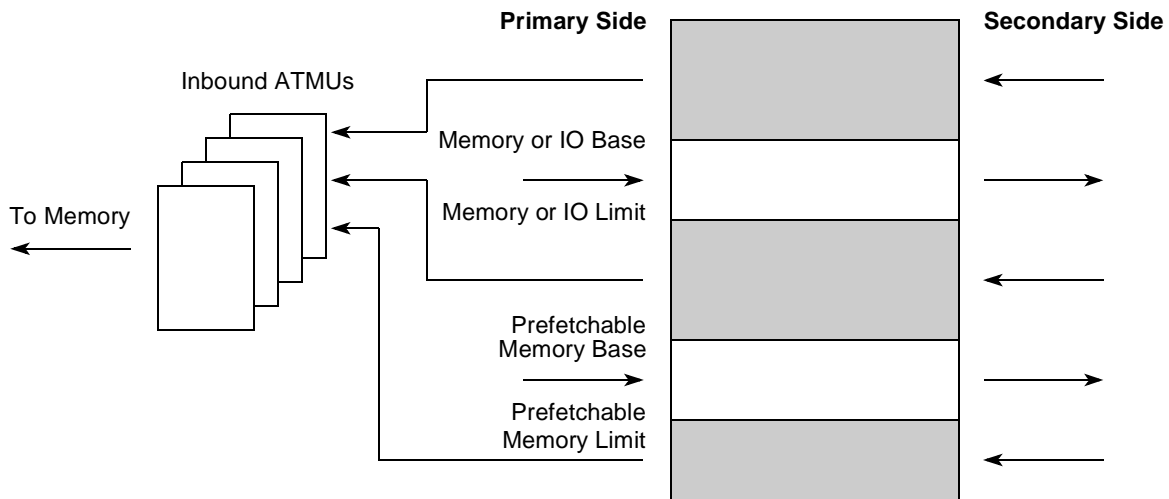 Primary Side
Secondary Side
Inbound ATMUs
Memory or IO Base
Memory or IO Limit
To Memory
Prefetchable
Memory Base
Prefetchable
Memory Limit